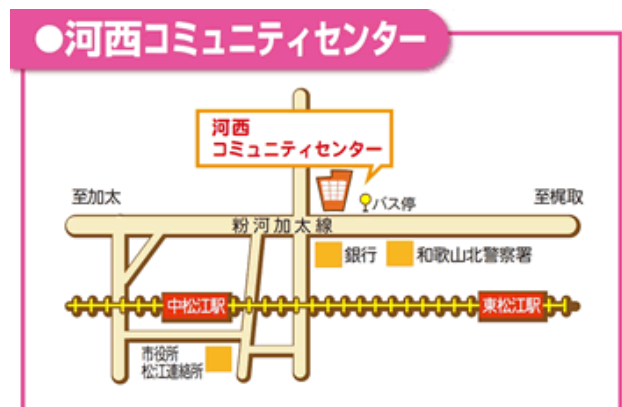 ●河西コミュニティセンター
河西
コミュニティセンター
至加太
バス停
至梶取
粉河加太線
銀行
和歌山北警察署
中松江駅
東松江駅
市役所
松江連絡所